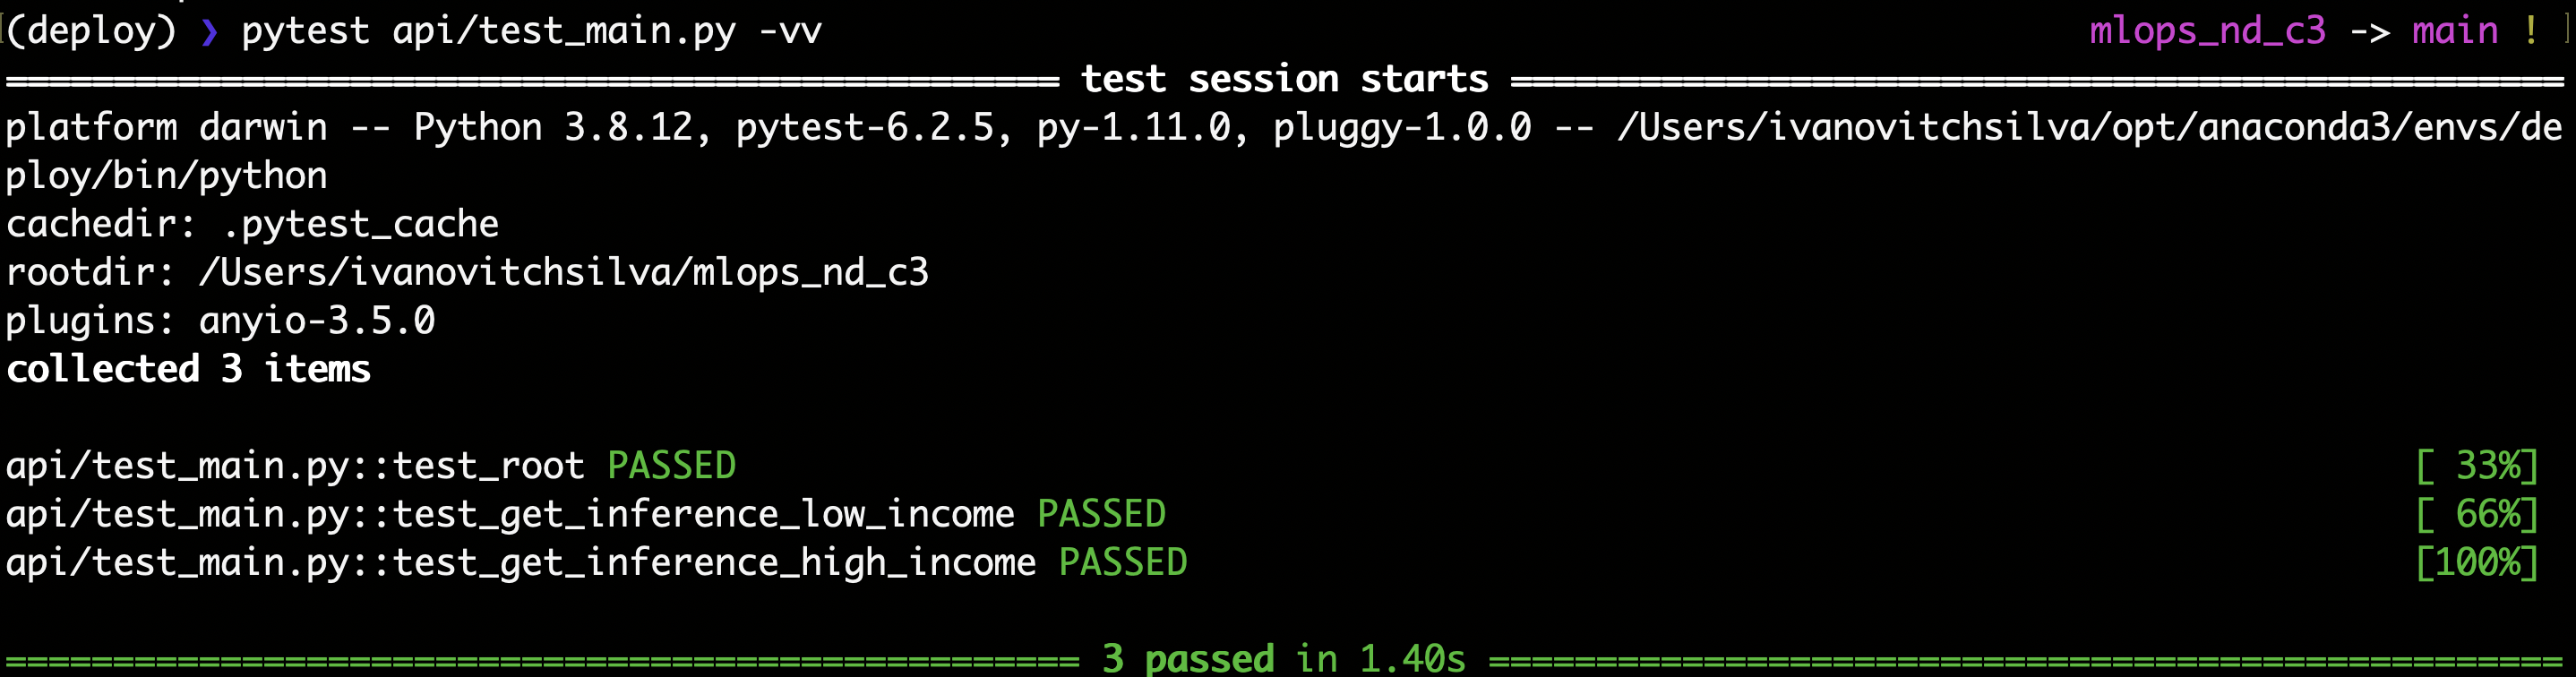 (deploy) ❯ pytest api/test_main.py -vv mlops_nd_c3 -> main !
================================================= test session starts =================================================
platform darwin -- Python 3.8.12, pytest-6.2.5, py-1.11.0, pluggy-1.0.0 -- /Users/ivanovitchsilva/opt/anaconda3/envs/de
ploy/bin/python
cachedir: .pytest_cache
rootdir: /Users/ivanovitchsilva/mlops_nd_c3
plugins: anyio-3.5.0
collected 3 items
api/test_main.py::test_root PASSED [ 33%]
api/test_main.py::test_get_inference_low_income PASSED [ 66%]
api/test_main.py::test_get_inference_high_income PASSED [100%]
================================================== 3 passed in 1.40s ==================================================